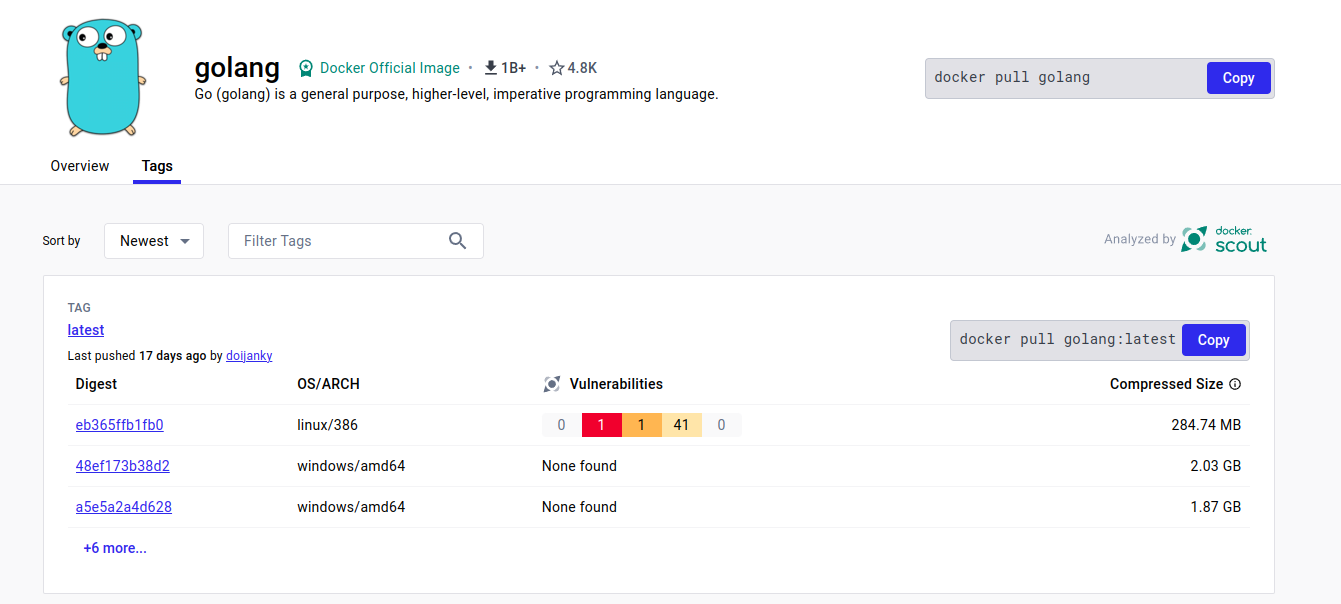 golang Docker Official Image · 1B+ · 4.8K
Go (golang) is a general purpose, higher-level, imperative programming language.
docker pull golang Copy
Overview Tags
Sort by Newest Filter Tags
Analyzed by docker scout
TAG
latest
Last pushed 17 days ago by doijanky
docker pull golang:latest Copy
Digest OS/ARCH Vulnerabilities Compressed Size
eb365ffb1fb0 linux/386 0 1 1 41 0 284.74 MB
48ef173b38d2 windows/amd64 None found 2.03 GB
a5e5a2a4d628 windows/amd64 None found 1.87 GB
+6 more...